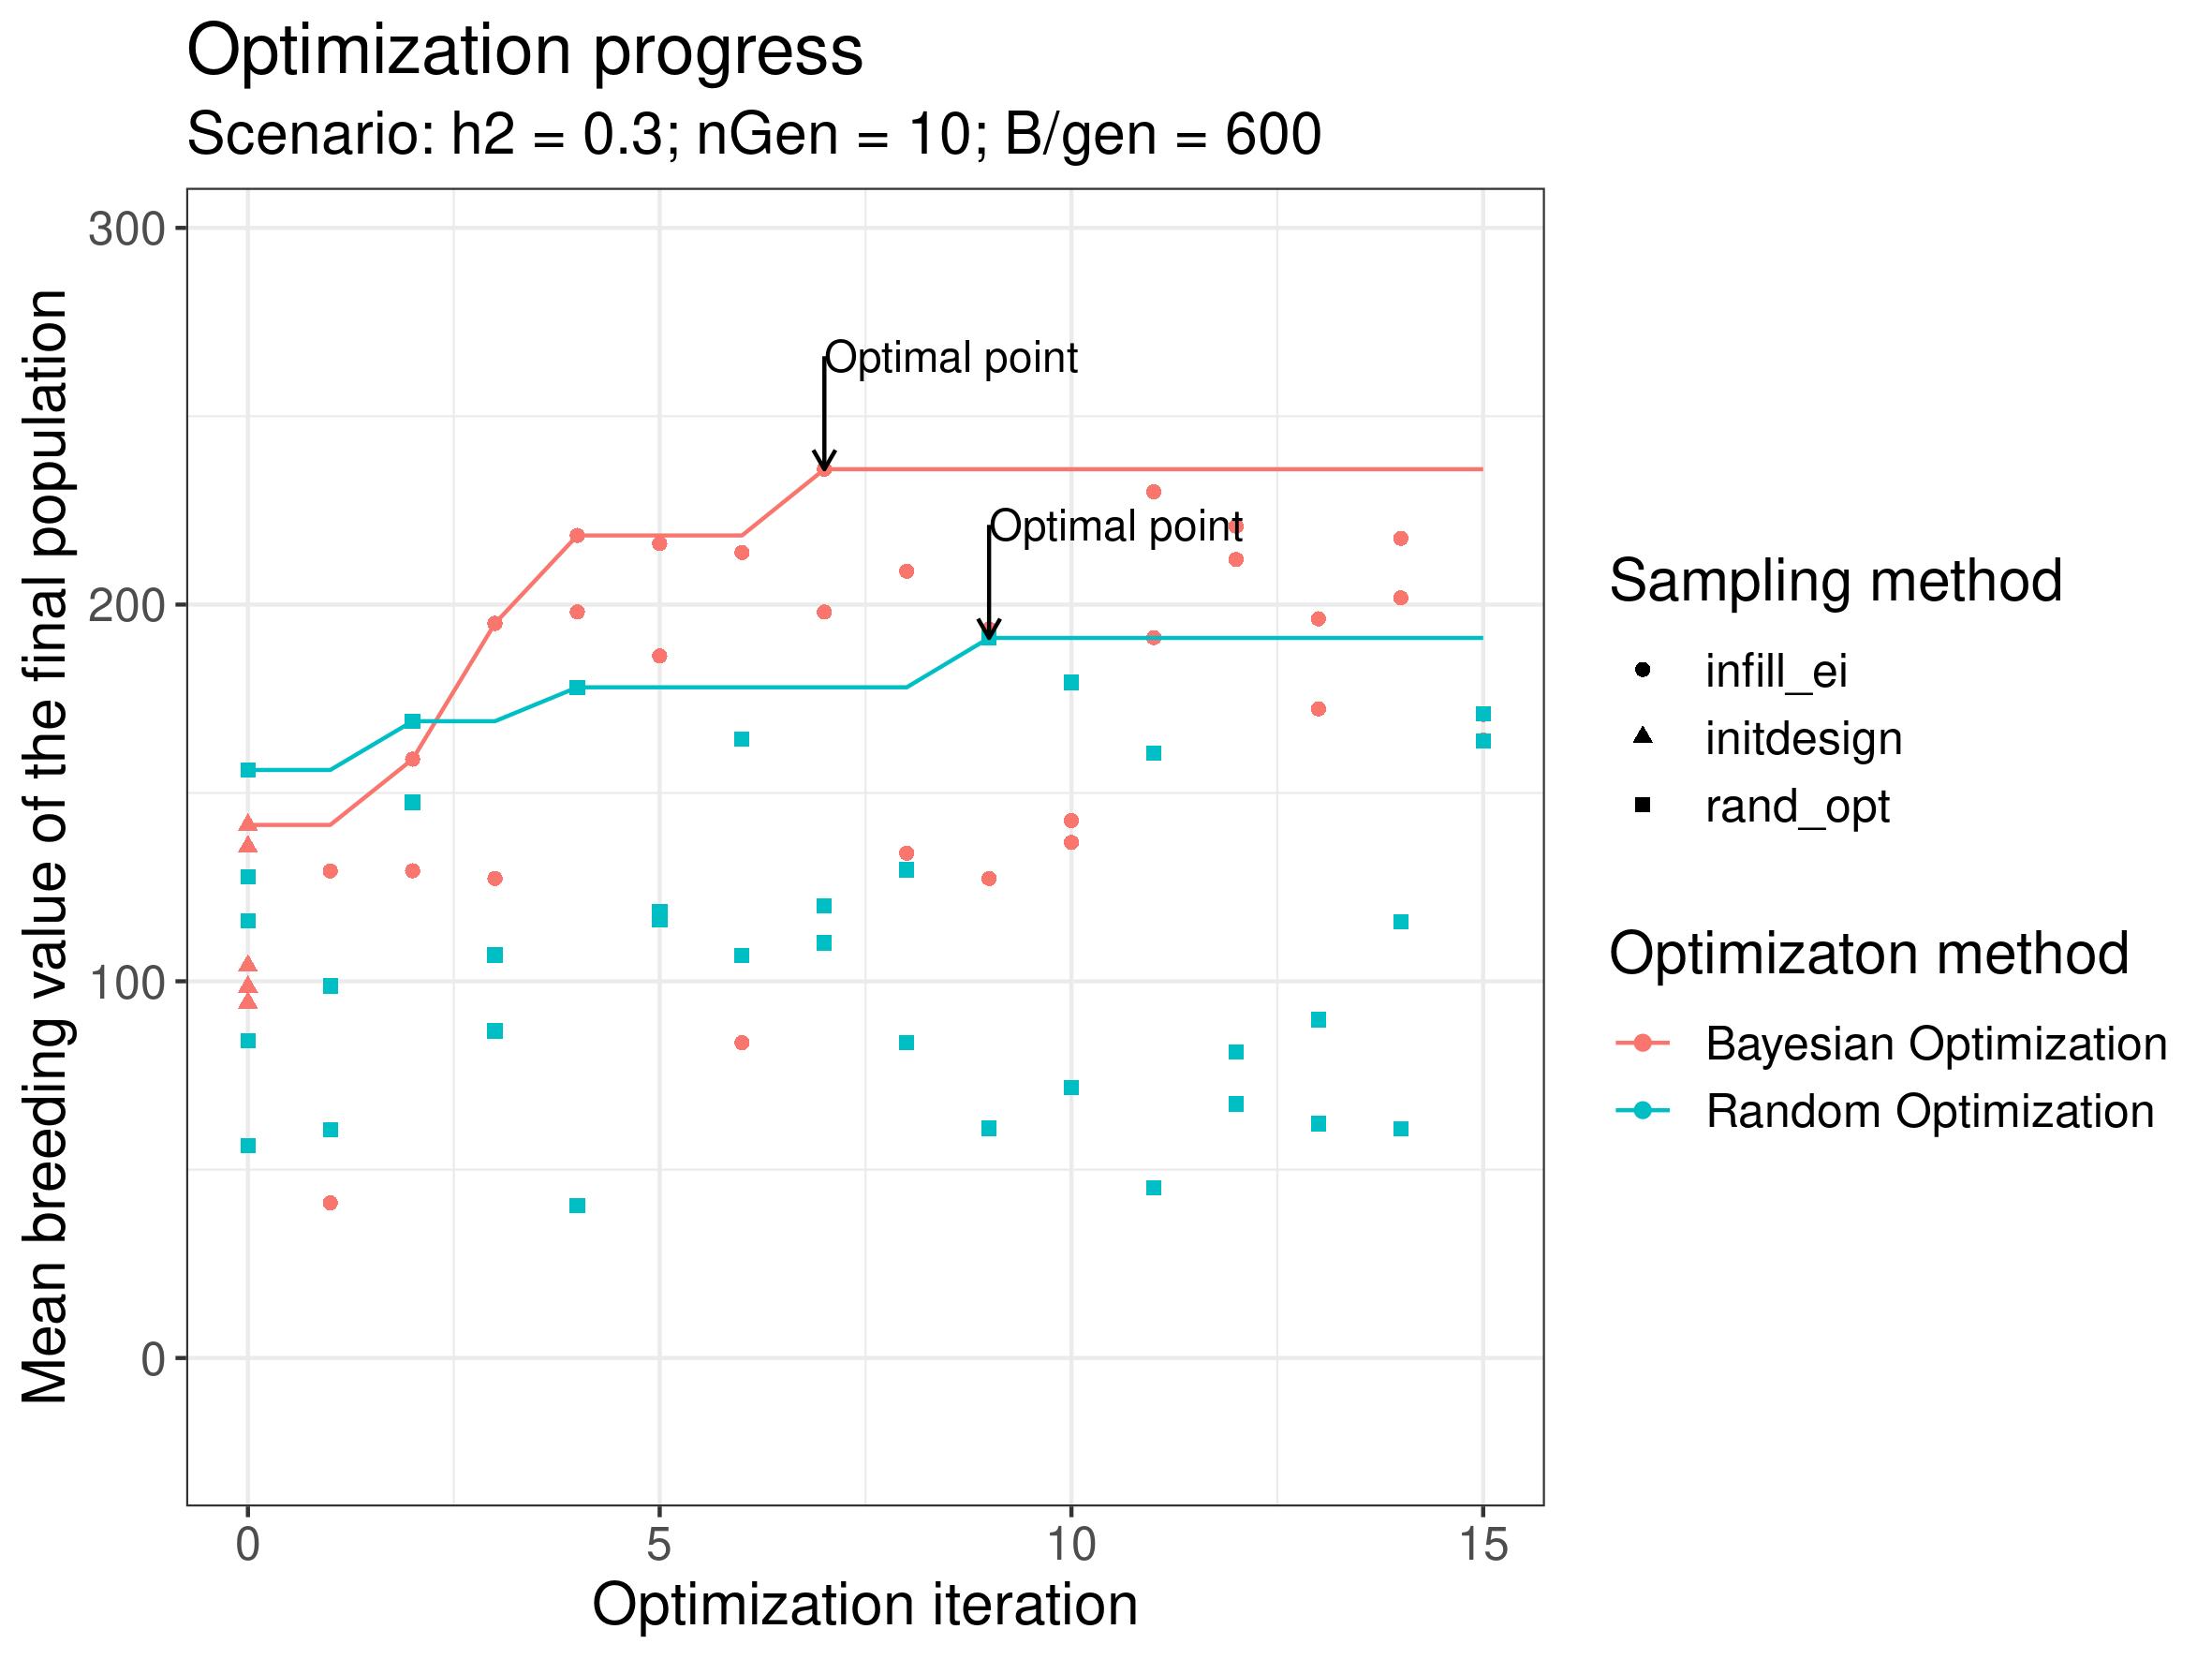 Optimization progress
Scenario: h2 = 0.3; nGen = 10; B/gen = 600
Mean breeding value of the final population
300
200
100
0
Optimal point
Optimal point
0 5 10 15
Optimization iteration
Sampling method
infill_ei
initdesign
rand_opt
Optimizaton method
Bayesian Optimization
Random Optimization